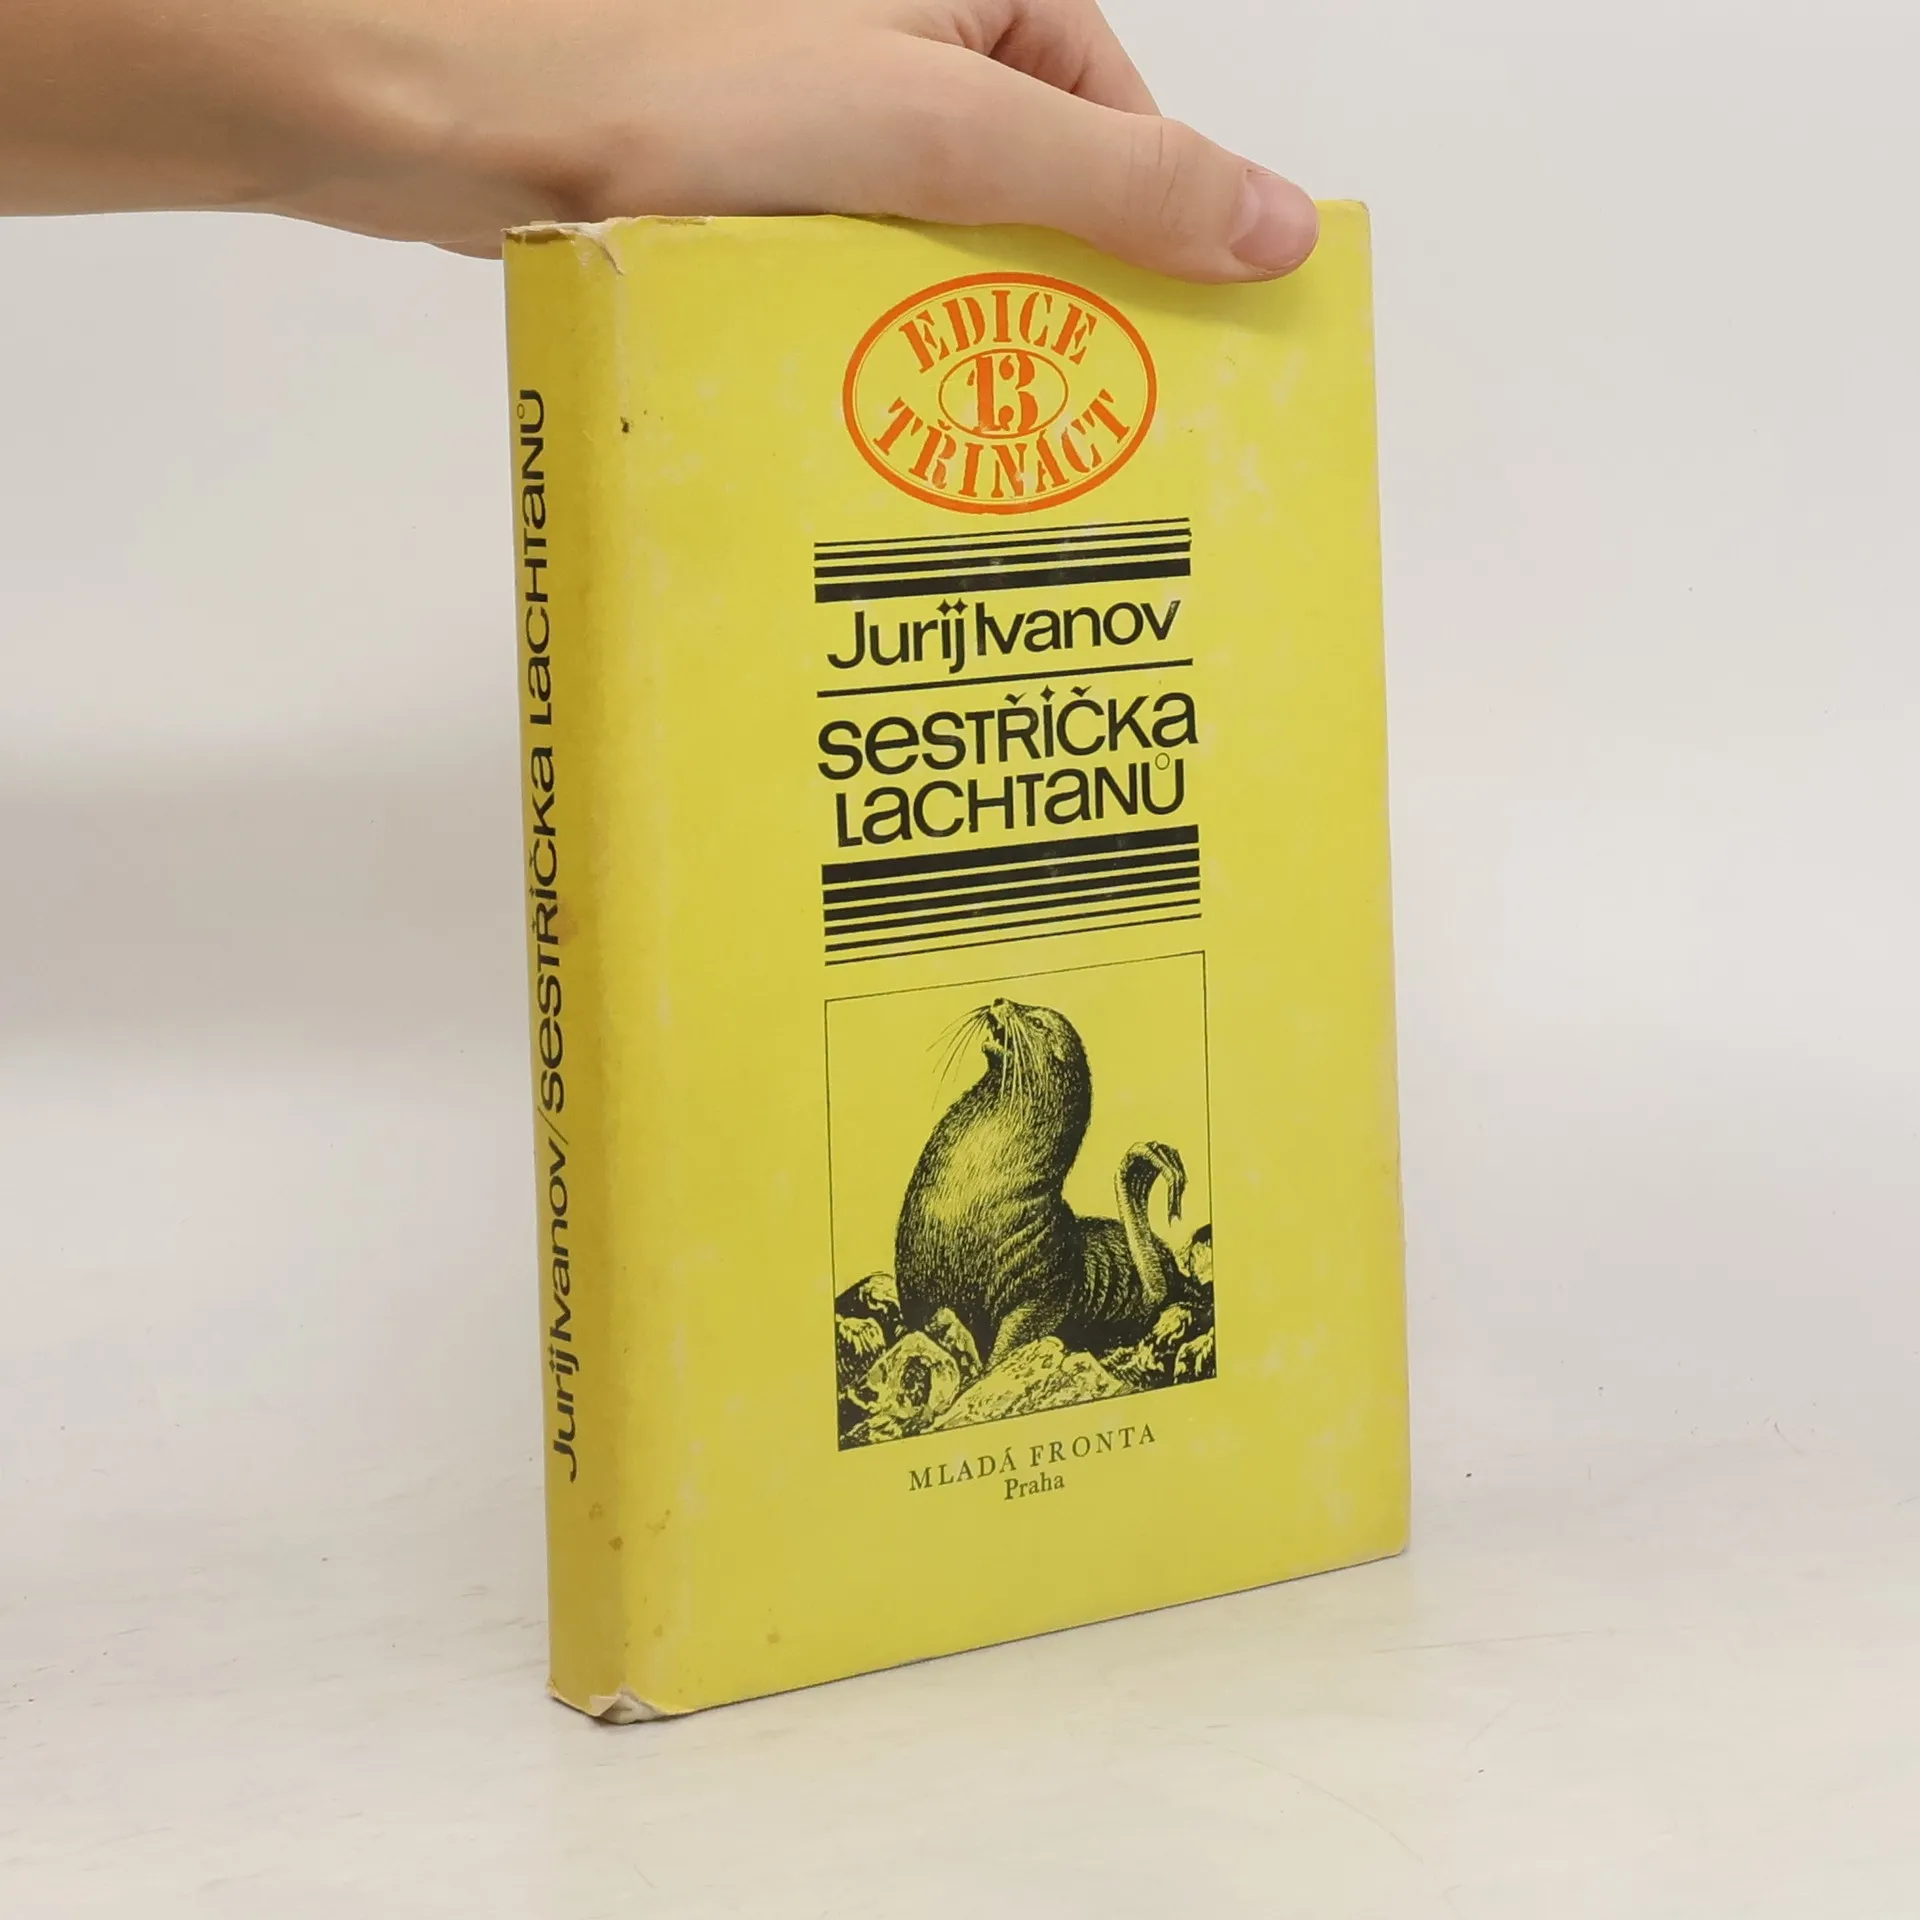 EDICE
13
TŘINÁCT
Jurij Ivanov
SESTŘIČKA
LACHTANŮ
MLADÁ FRONTA
Praha
Jurij Ivanov/SESTŘIČKA LACHTANŮ